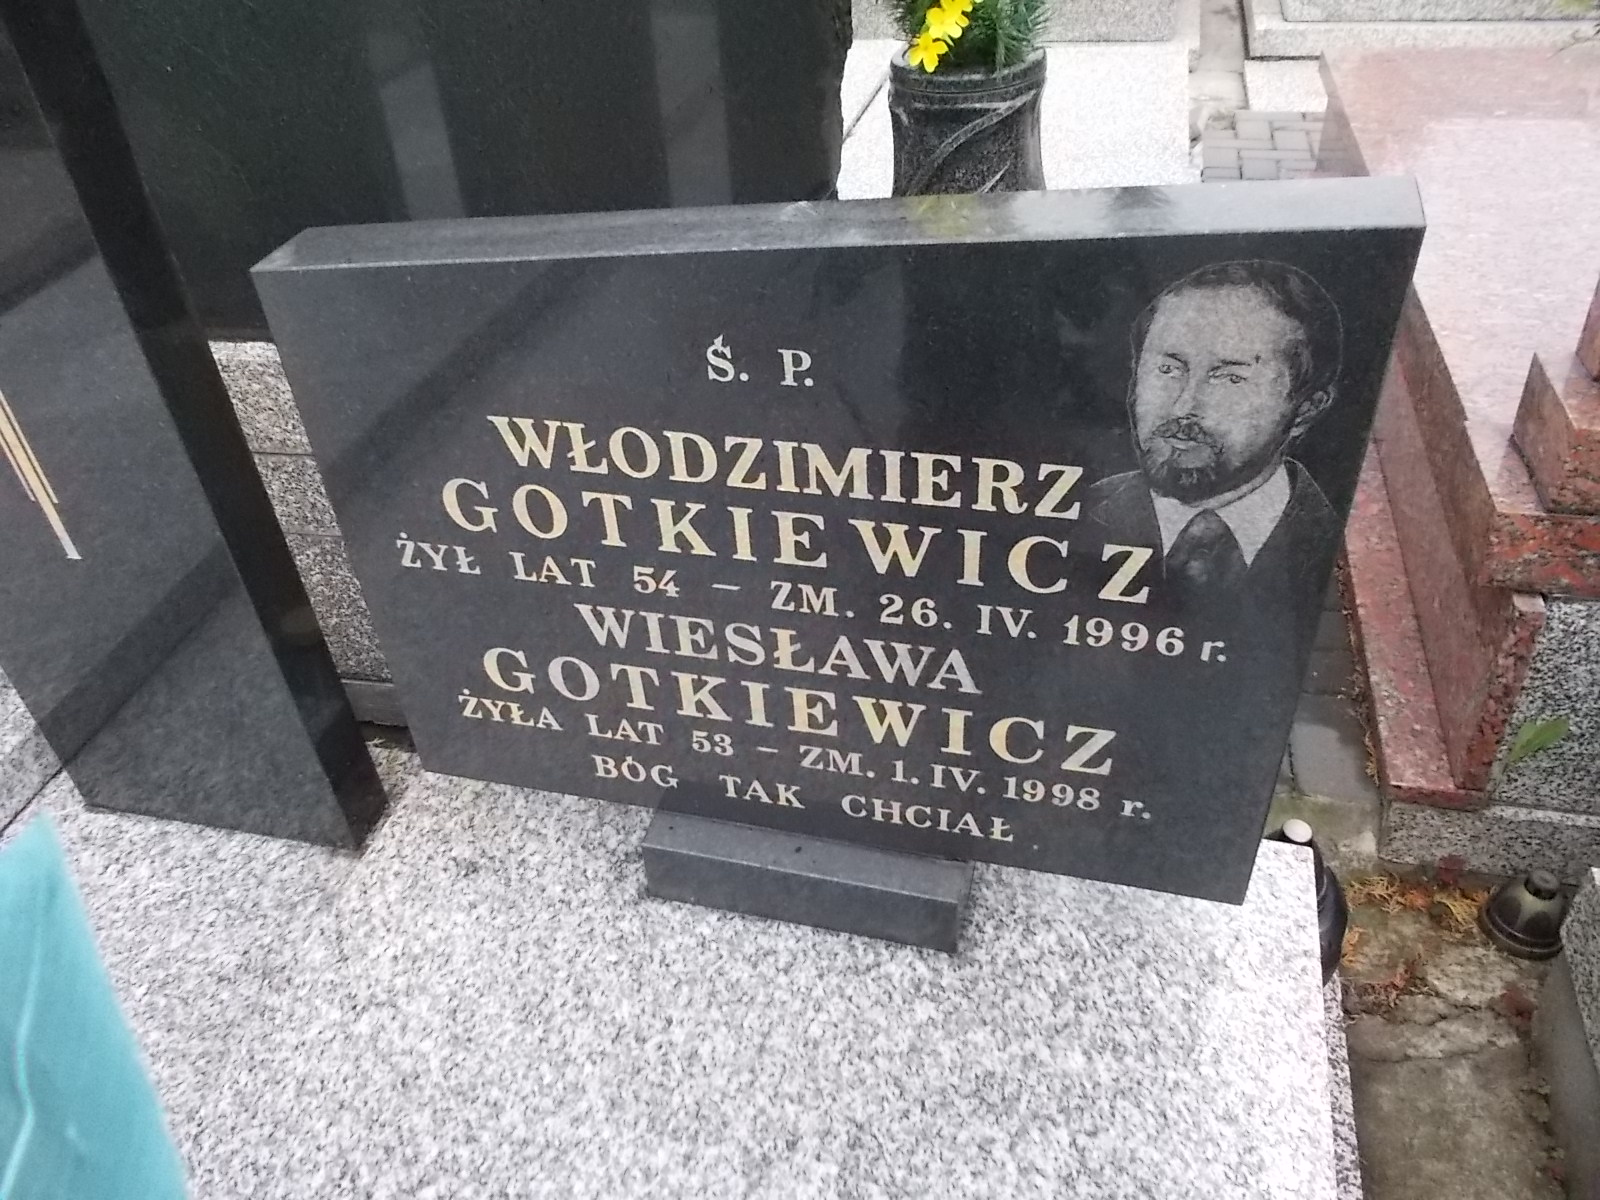 Ś. P.
WŁODZIMIERZ
GOTKIEWICZ
ŻYŁ LAT 54 – ZM. 26. IV. 1996 r.
WIESŁAWA
GOTKIEWICZ
ŻYŁA LAT 53 – ZM. 1. IV. 1998 r.
BÓG TAK CHCIAŁ.